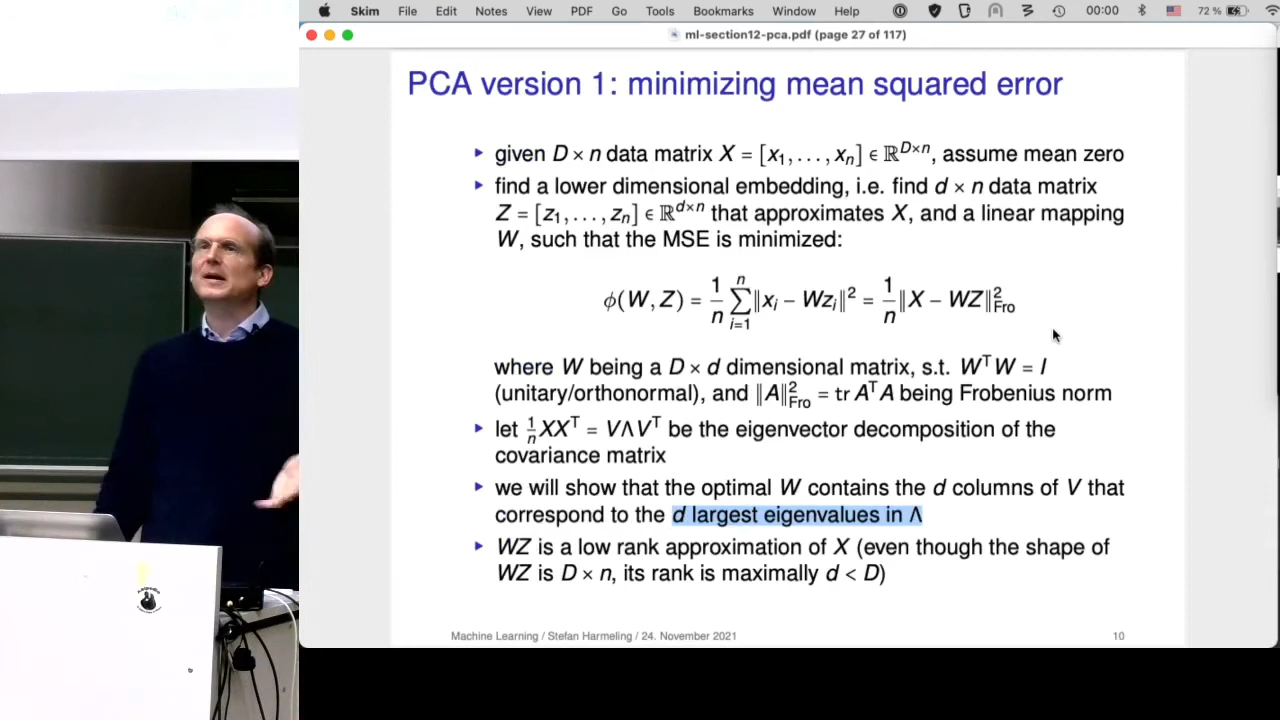 Skim File Edit Notes View PDF Go Tools Bookmarks Window Help 00:00 72 %
ml-section12-pca.pdf (page 27 of 117)
PCA version 1: minimizing mean squared error
‣ given D × n data matrix X = [x₁, . . . , xₙ] ∈ ℝ^{D×n}, assume mean zero
‣ find a lower dimensional embedding, i.e. find d × n data matrix
Z = [z₁, . . . , zₙ] ∈ ℝ^{d×n} that approximates X, and a linear mapping
W, such that the MSE is minimized:
ϕ(W, Z) = 1/n ∑_{i=1}^{n} ‖xᵢ − Wzᵢ‖² = 1/n ‖X − WZ‖²_{Fro}
where W being a D × d dimensional matrix, s.t. WᵀW = I
(unitary/orthonormal), and ‖A‖²_{Fro} = tr AᵀA being Frobenius norm
‣ let 1/n XXᵀ = VΛVᵀ be the eigenvector decomposition of the
covariance matrix
‣ we will show that the optimal W contains the d columns of V that
correspond to the d largest eigenvalues in Λ
‣ WZ is a low rank approximation of X (even though the shape of
WZ is D × n, its rank is maximally d < D)
Machine Learning / Stefan Harmeling / 24. November 2021 10